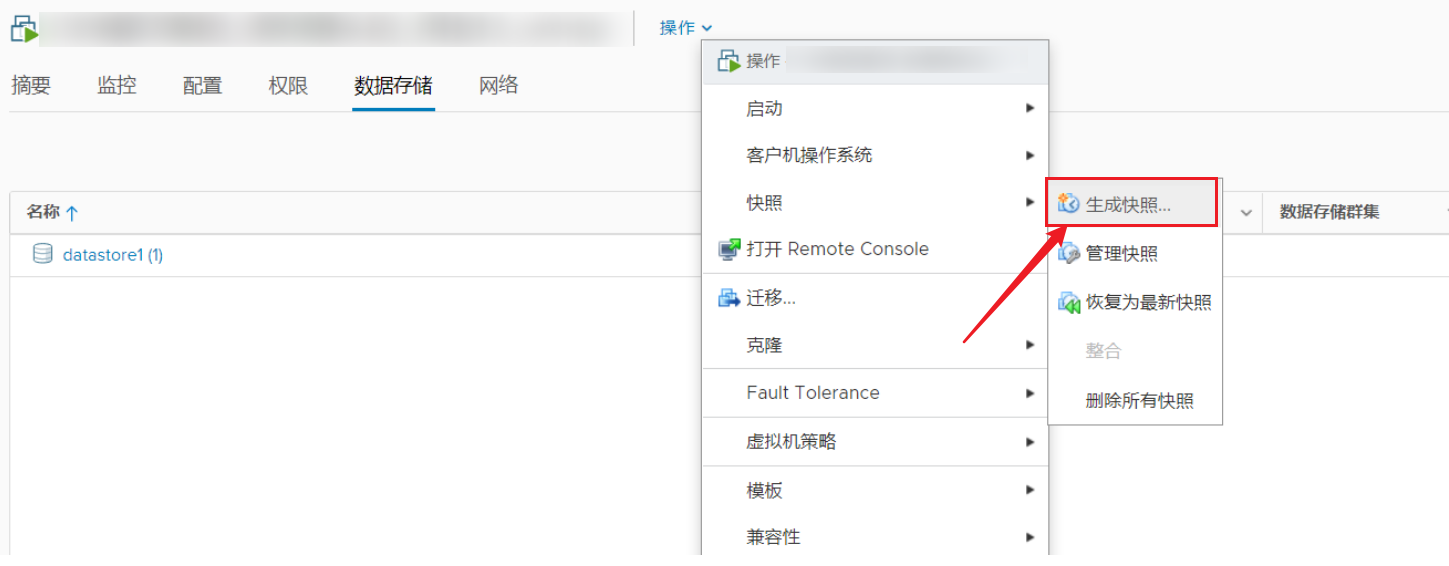 操作
摘要 监控 配置 权限 数据存储 网络
操作
启动
客户机操作系统
快照
生成快照...
名称
数据存储群集
打开 Remote Console
管理快照
datastore1 (1)
迁移...
恢复为最新快照
克隆
整合
Fault Tolerance
删除所有快照
虚拟机策略
模板
兼容性